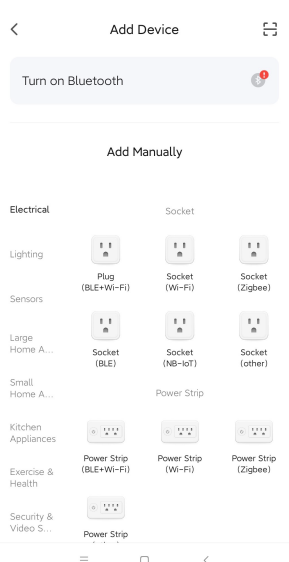 Add Device
Turn on Bluetooth
Add Manually
Electrical
Lighting
Sensors
Large
Home A...
Small
Home A...
Kitchen
Appliances
Exercise &
Health
Security &
Video S...
Socket
Plug
(BLE+Wi-Fi)
Socket
(Wi-Fi)
Socket
(Zigbee)
Socket
(BLE)
Socket
(NB-IoT)
Socket
(other)
Power Strip
Power Strip
(BLE+Wi-Fi)
Power Strip
(Wi-Fi)
Power Strip
(Zigbee)
Power Strip